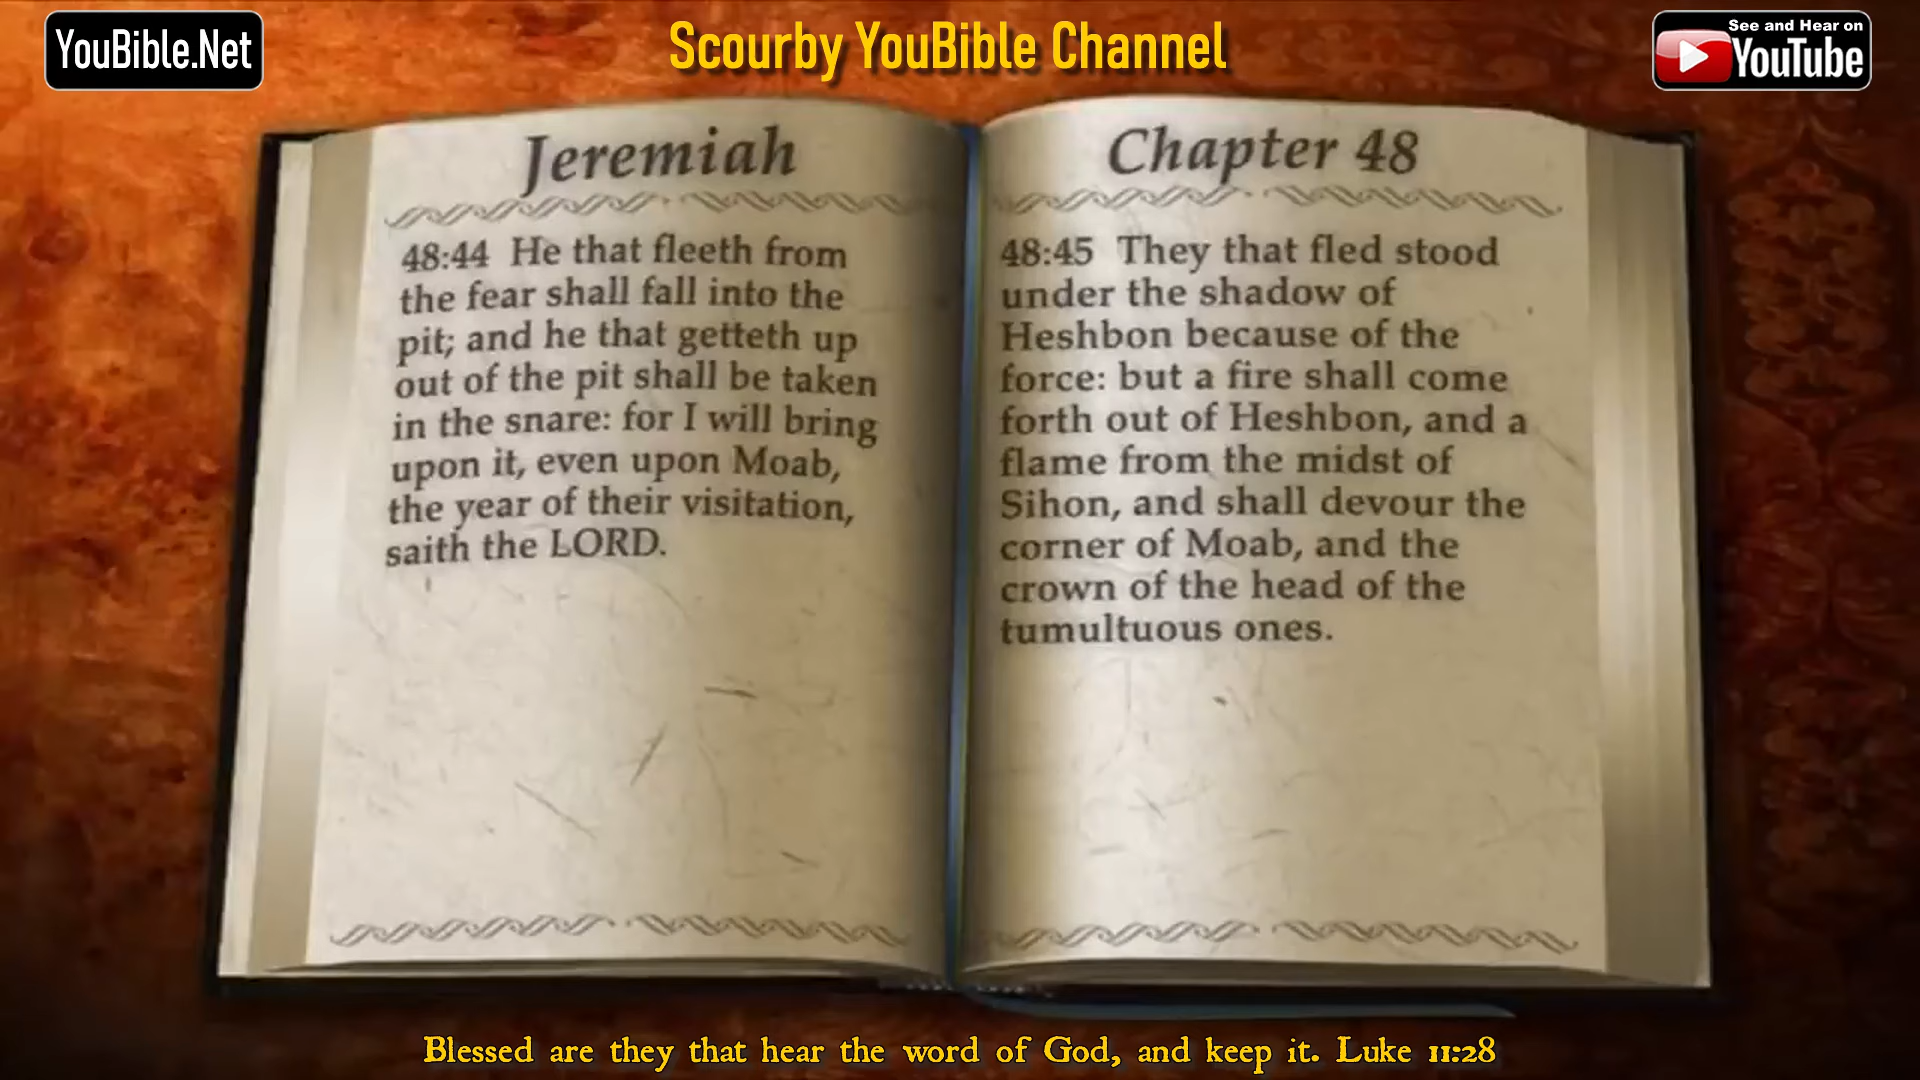 YouBible.Net
Scourby YouBible Channel
See and Hear on
YouTube
Jeremiah
48:44 He that fleeth from
the fear shall fall into the
pit; and he that getteth up
out of the pit shall be taken
in the snare: for I will bring
upon it, even upon Moab,
the year of their visitation,
saith the LORD.
Chapter 48
48:45 They that fled stood
under the shadow of
Heshbon because of the
force: but a fire shall come
forth out of Heshbon, and a
flame from the midst of
Sihon, and shall devour the
corner of Moab, and the
crown of the head of the
tumultuous ones.
Blessed are they that hear the word of God, and keep it. Luke 11:28